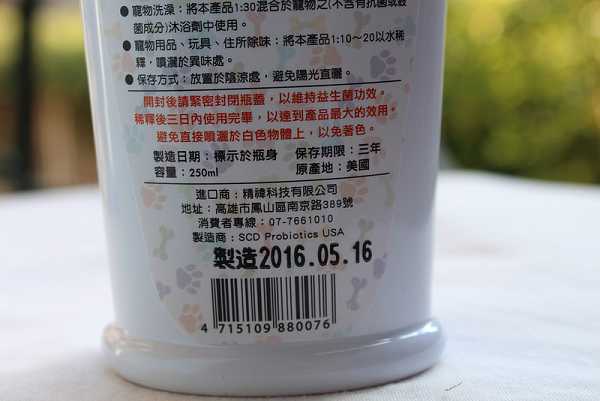 ●寵物洗澡：將本產品1:30混合於寵物之(不含有抗菌或殺
菌成分)沐浴劑中使用。
●寵物用品、玩具、住所除味：將本產品1:10~20以水稀
釋，噴灑於異味處。
●保存方式：放置於陰涼處，避免陽光直曬。
開封後請緊密封閉瓶蓋，以維持益生菌功效。
稀釋後三日內使用完畢，以達到產品最大的效用。
避免直接噴灑於白色物體上，以免著色。
製造日期：標示於瓶身 保存期限：三年
容量：250ml 原產地：美國
進口商：精禕科技有限公司
地址：高雄市鳳山區南京路389號
消費者專線：07-7661010
製造商：SCD Probiotics USA
製造2016.05.16
4 715109 880076